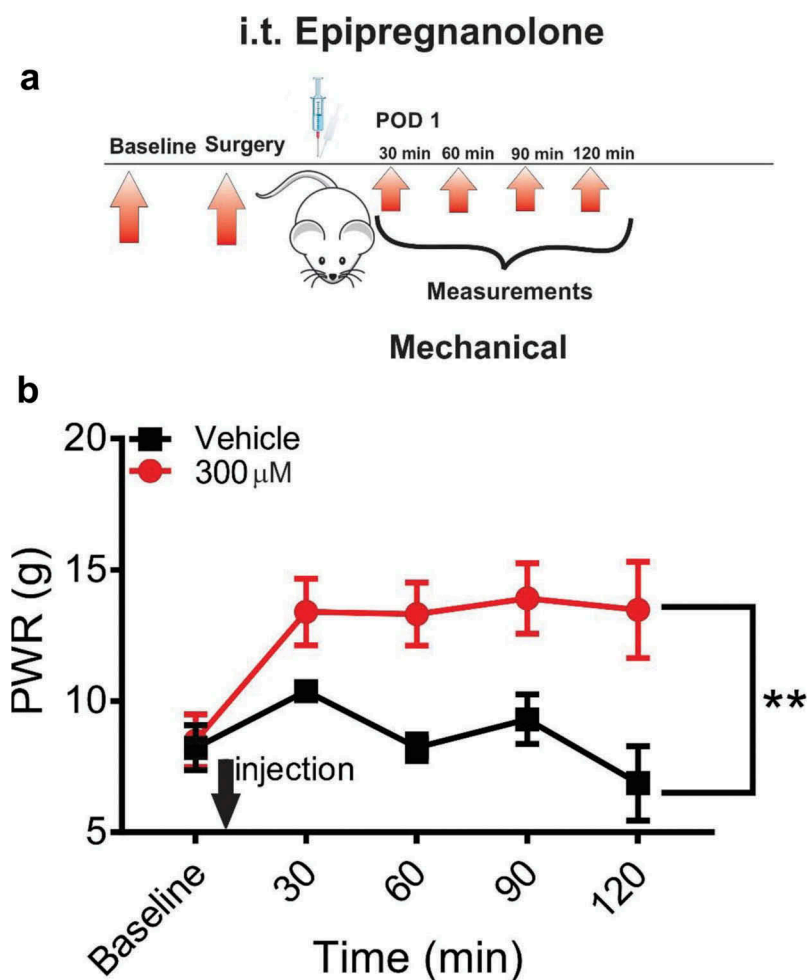 i.t. Epipregnanolone
a
Baseline Surgery
POD 1
30 min 60 min 90 min 120 min
Measurements
Mechanical
b
Vehicle
300 μM
20
15
10
5
PWR (g)
injection
**
Baseline 30 60 90 120
Time (min)